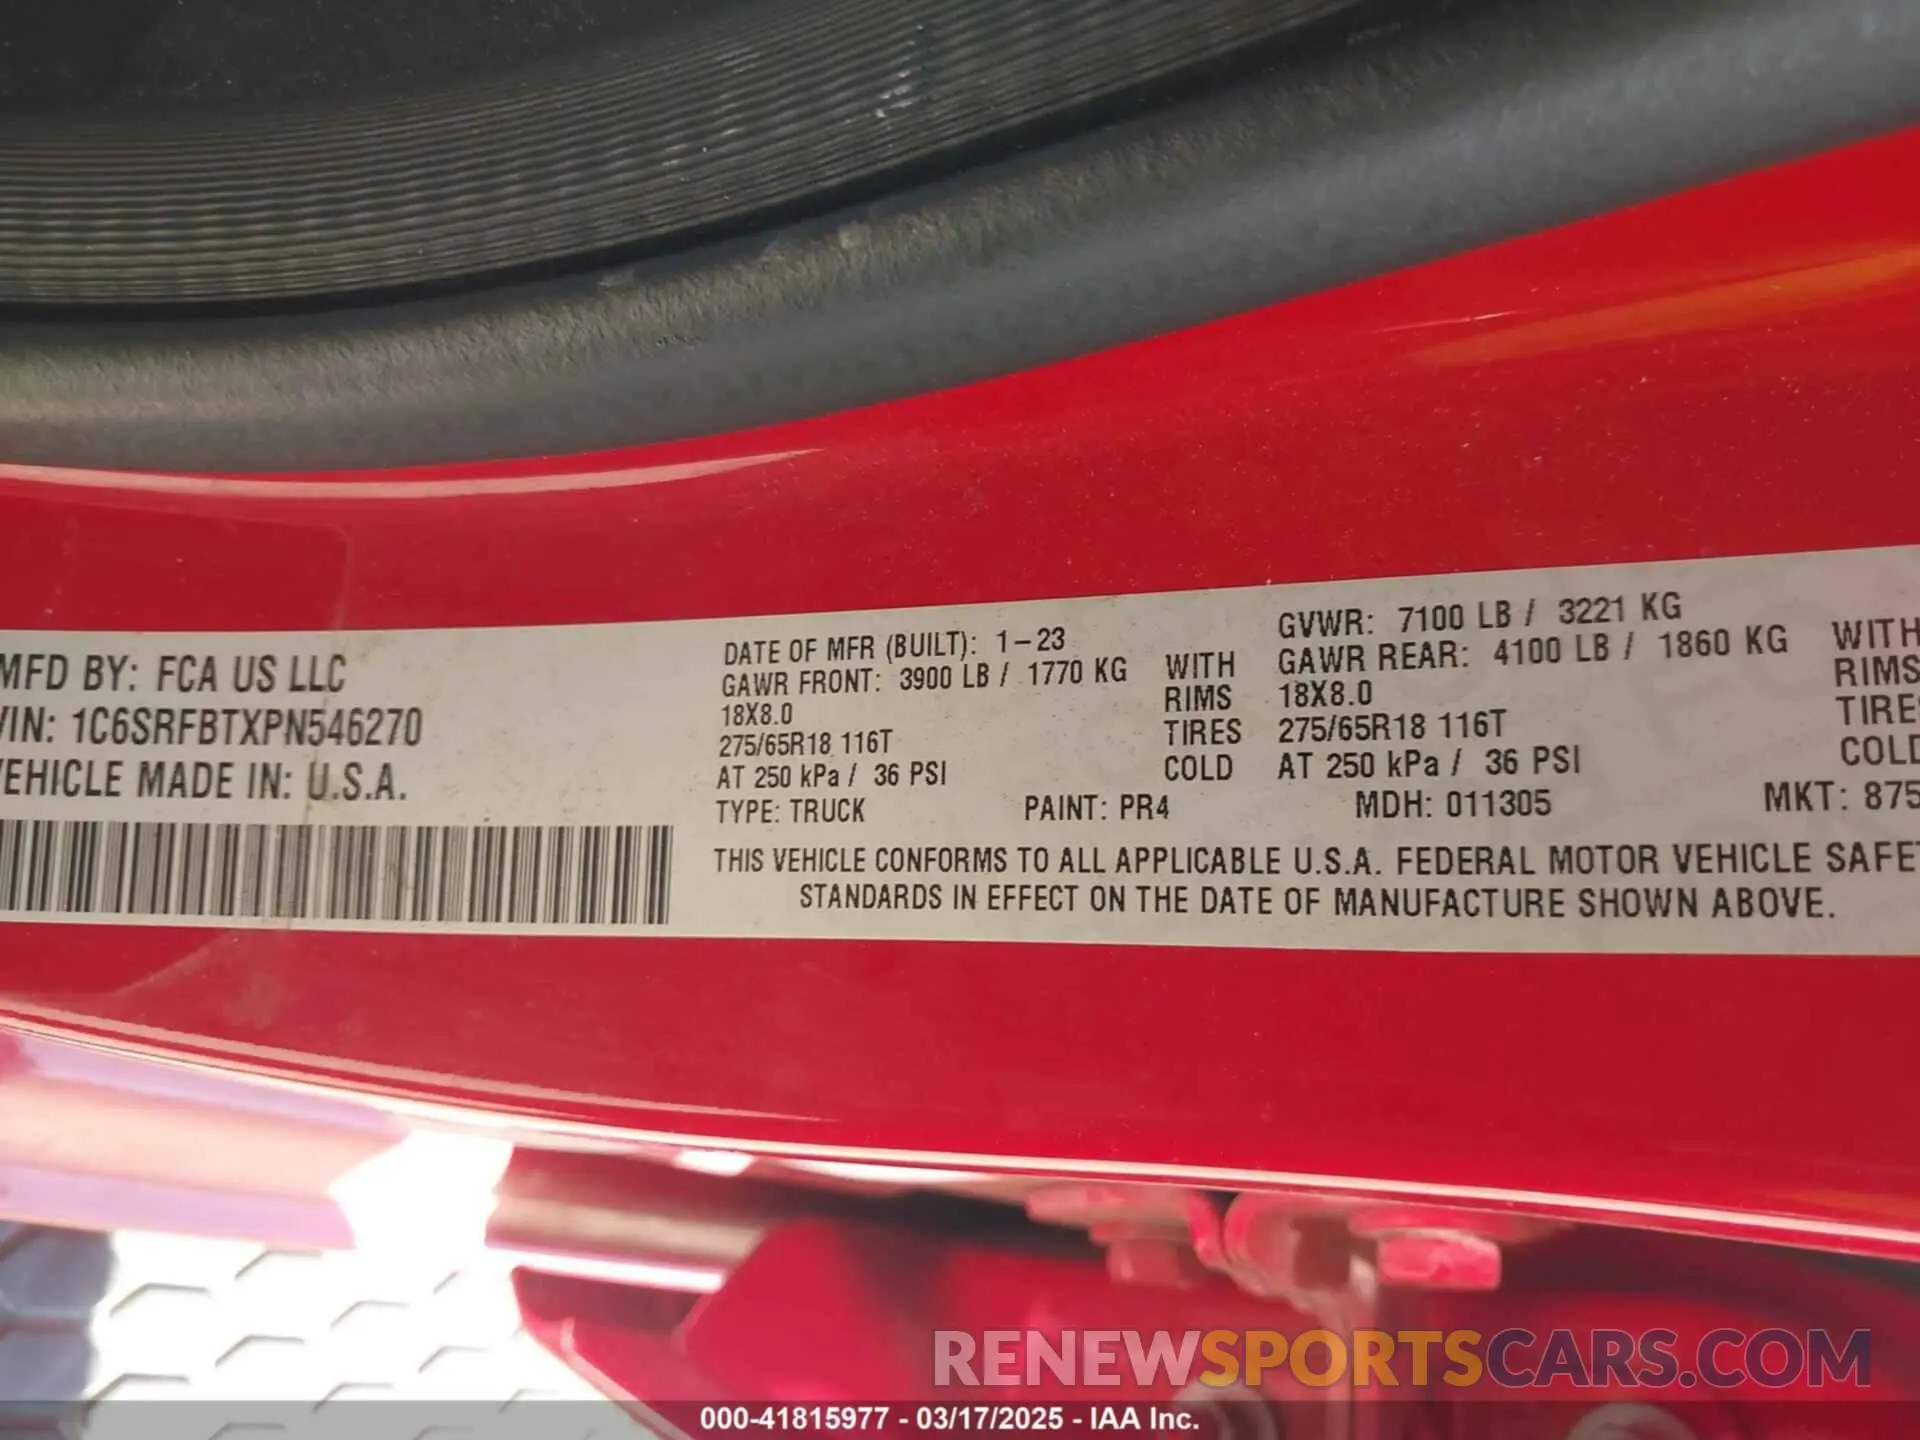 MFD BY: FCA US LLC
VIN: 1C6SRFBTXPN546270
VEHICLE MADE IN: U.S.A.
DATE OF MFR (BUILT): 1-23
GAWR FRONT: 3900 LB / 1770 KG
18X8.0
275/65R18 116T
AT 250 kPa / 36 PSI
WITH
RIMS
TIRES
COLD
GVWR: 7100 LB / 3221 KG
GAWR REAR: 4100 LB / 1860 KG
18X8.0
275/65R18 116T
AT 250 kPa / 36 PSI
WITH
RIMS
TIRES
COLD
TYPE: TRUCK PAINT: PR4 MDH: 011305 MKT: 875
THIS VEHICLE CONFORMS TO ALL APPLICABLE U.S.A. FEDERAL MOTOR VEHICLE SAFET
STANDARDS IN EFFECT ON THE DATE OF MANUFACTURE SHOWN ABOVE.
RENEWSPORTSCARS.COM
000-41815977 - 03/17/2025 - IAA Inc.